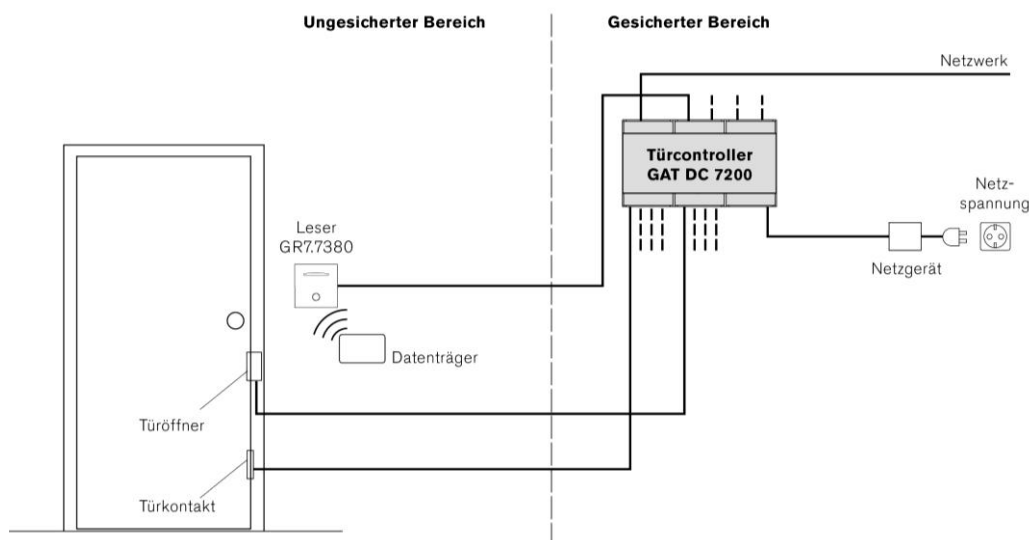 Ungesicherter Bereich
Gesicherter Bereich
Netzwerk
Türcontroller
GAT DC 7200
Netz-
spannung
Leser
GR7.7380
Netzgerät
Datenträger
Türöffner
Türkontakt